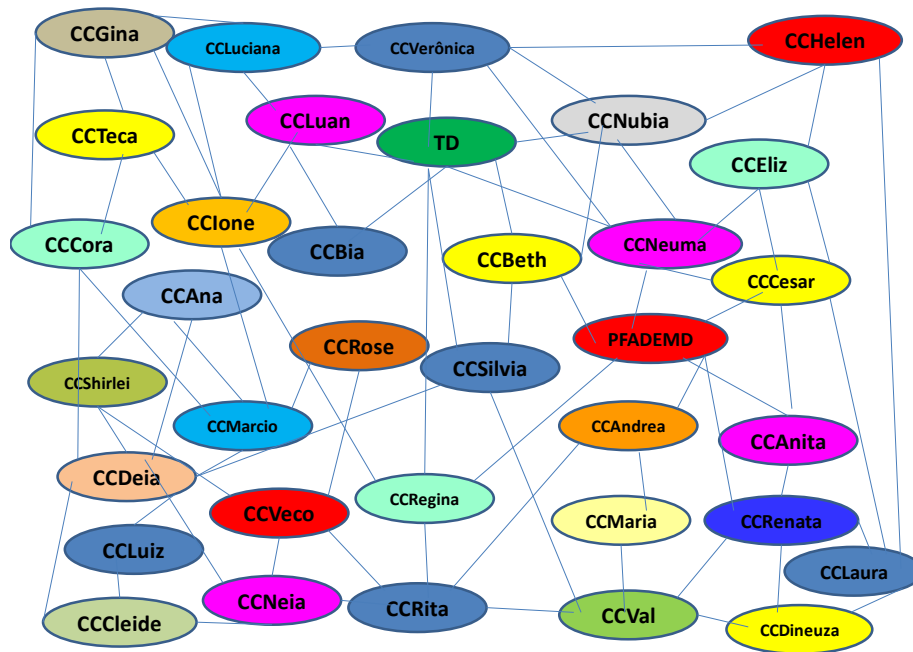 CCGina
CCLuciana
CCVerônica
CCHelen
CCLuan
CCNubia
CCTeca
TD
CCEliz
CCIone
CCCora
CCBia
CCBeth
CCNeuma
CCCesar
CCAna
CCRose
PFADEMD
CCSilvia
CCShirlei
CCMarcio
CCAndrea
CCAnita
CCDeia
CCRegina
CCVeco
CCMaria
CCRenata
CCLuiz
CCLaura
CCNeia
CCRita
CCVal
CCCleide
CCDineuza